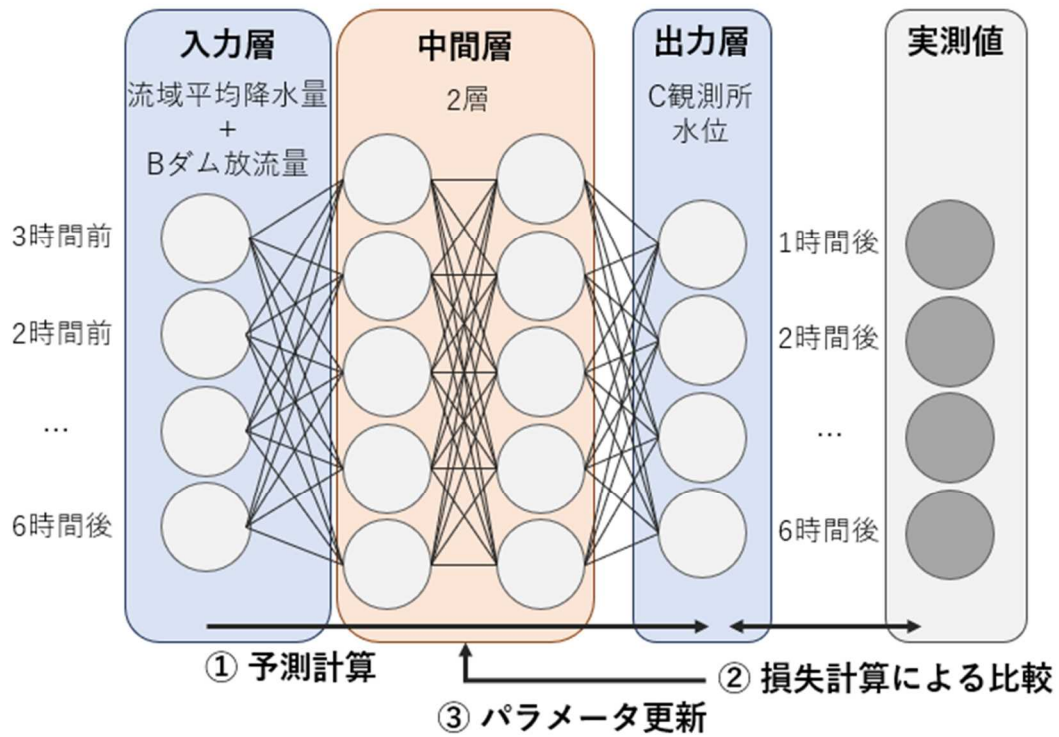 入力層
流域平均降水量
+
Bダム放流量
3時間前
2時間前
…
6時間後
中間層
2層
出力層
C観測所
水位
1時間後
2時間後
…
6時間後
実測値
① 予測計算
② 損失計算による比較
③ パラメータ更新